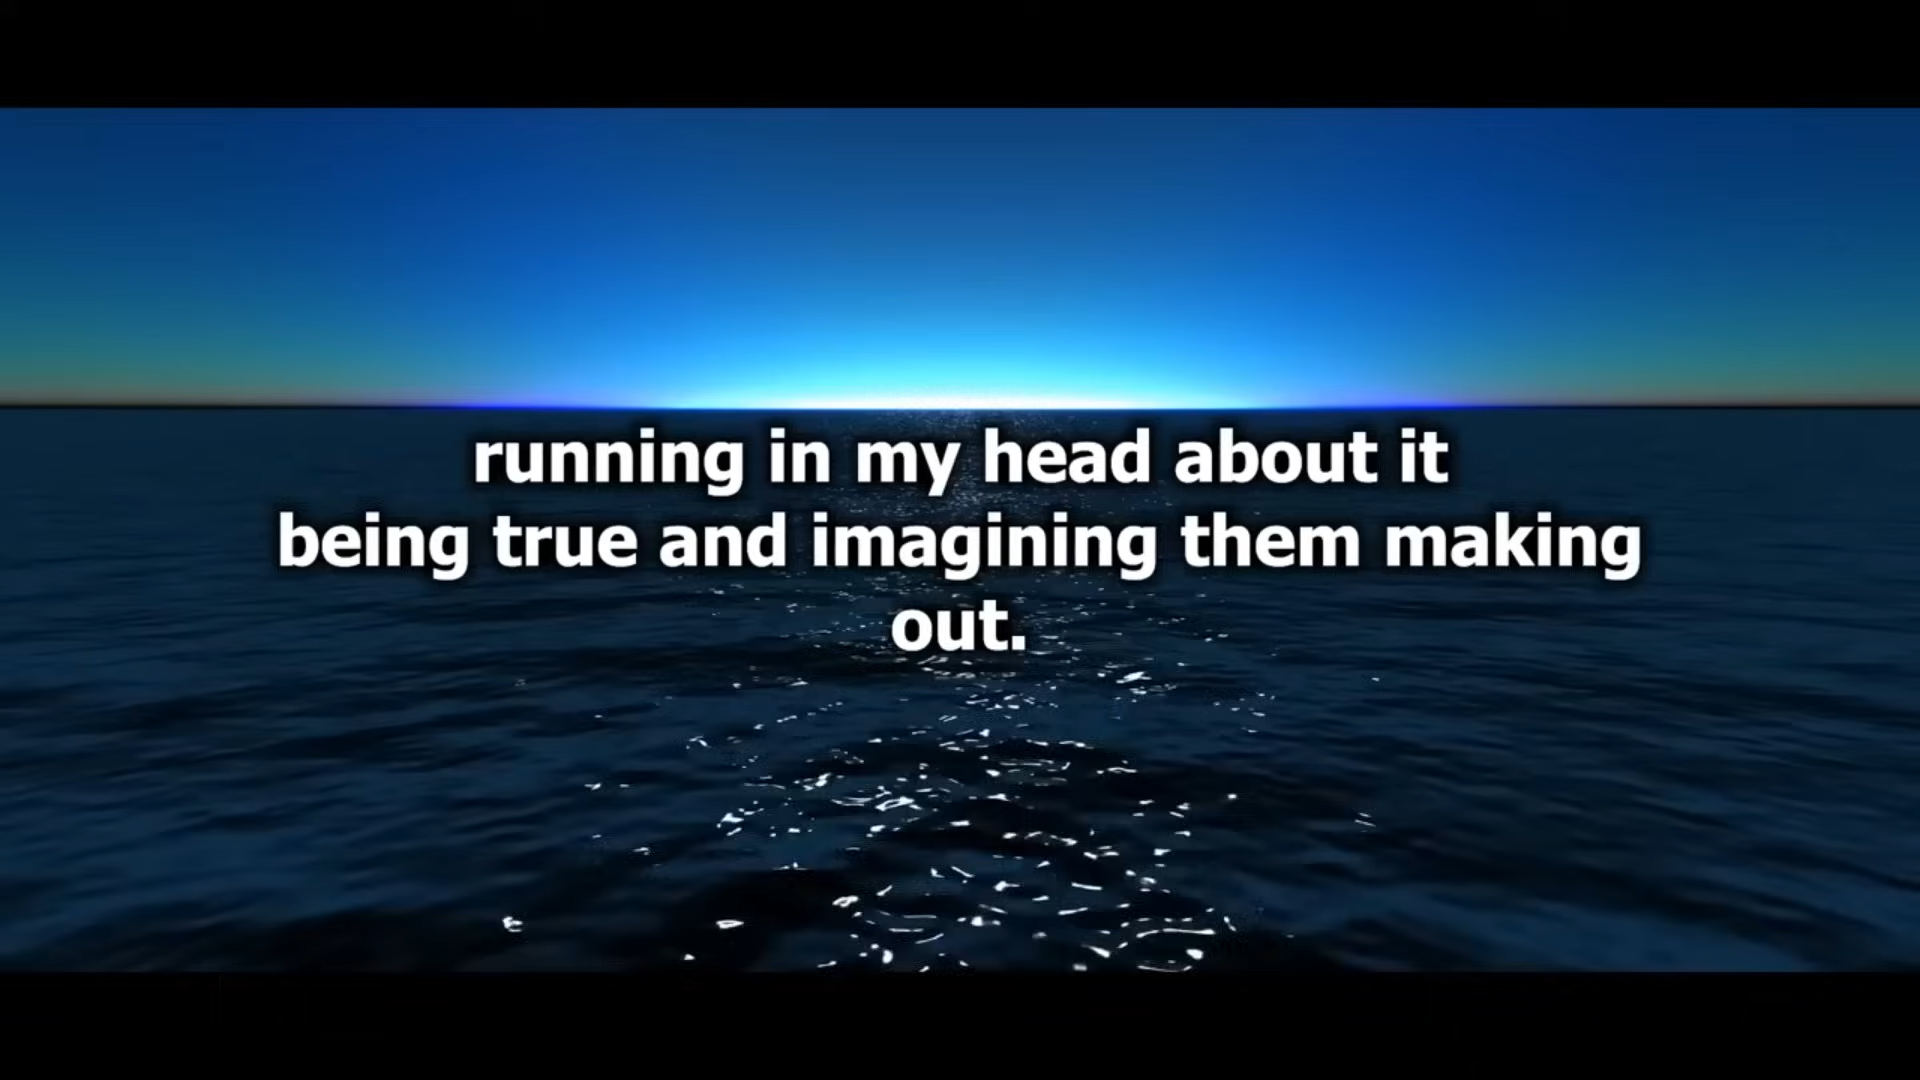 running in my head about it
being true and imagining them making
out.